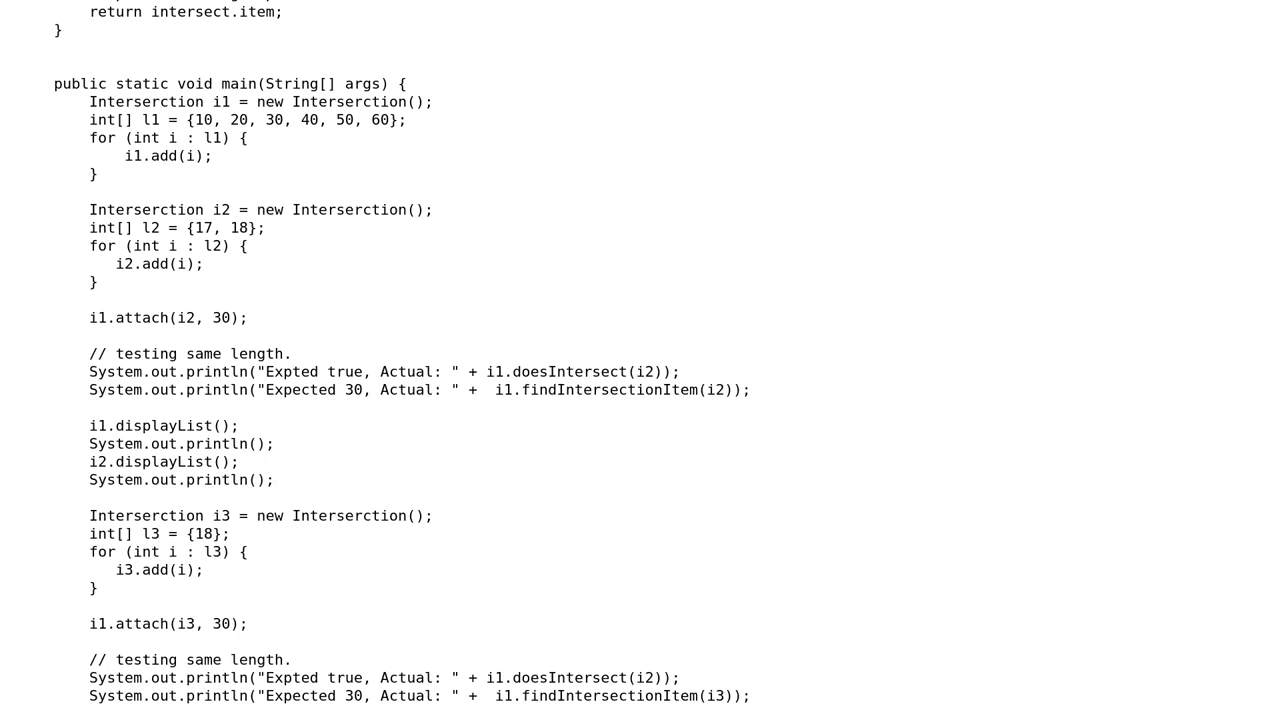 return intersect.item;
}
public static void main(String[] args) {
Interserction i1 = new Interserction();
int[] l1 = {10, 20, 30, 40, 50, 60};
for (int i : l1) {
i1.add(i);
}
Interserction i2 = new Interserction();
int[] l2 = {17, 18};
for (int i : l2) {
i2.add(i);
}
i1.attach(i2, 30);
// testing same length.
System.out.println("Expted true, Actual: " + i1.doesIntersect(i2));
System.out.println("Expected 30, Actual: " +  i1.findIntersectionItem(i2));
i1.displayList();
System.out.println();
i2.displayList();
System.out.println();
Interserction i3 = new Interserction();
int[] l3 = {18};
for (int i : l3) {
i3.add(i);
}
i1.attach(i3, 30);
// testing same length.
System.out.println("Expted true, Actual: " + i1.doesIntersect(i2));
System.out.println("Expected 30, Actual: " +  i1.findIntersectionItem(i3));